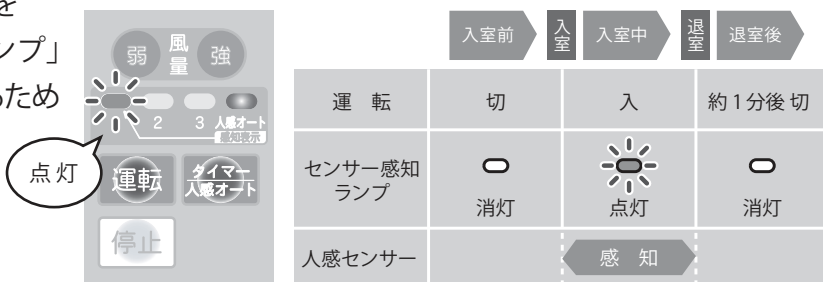 を
ンプ」
るため
弱 風量 強
2 3 人感オート
感知表示
点灯
運転 タイマー
人感オート
停止
入室前 入室 入室中 退室 退室後
運 転 切 入 約1分後 切
センサー感知
ランプ
消灯 点灯 消灯
人感センサー 感 知